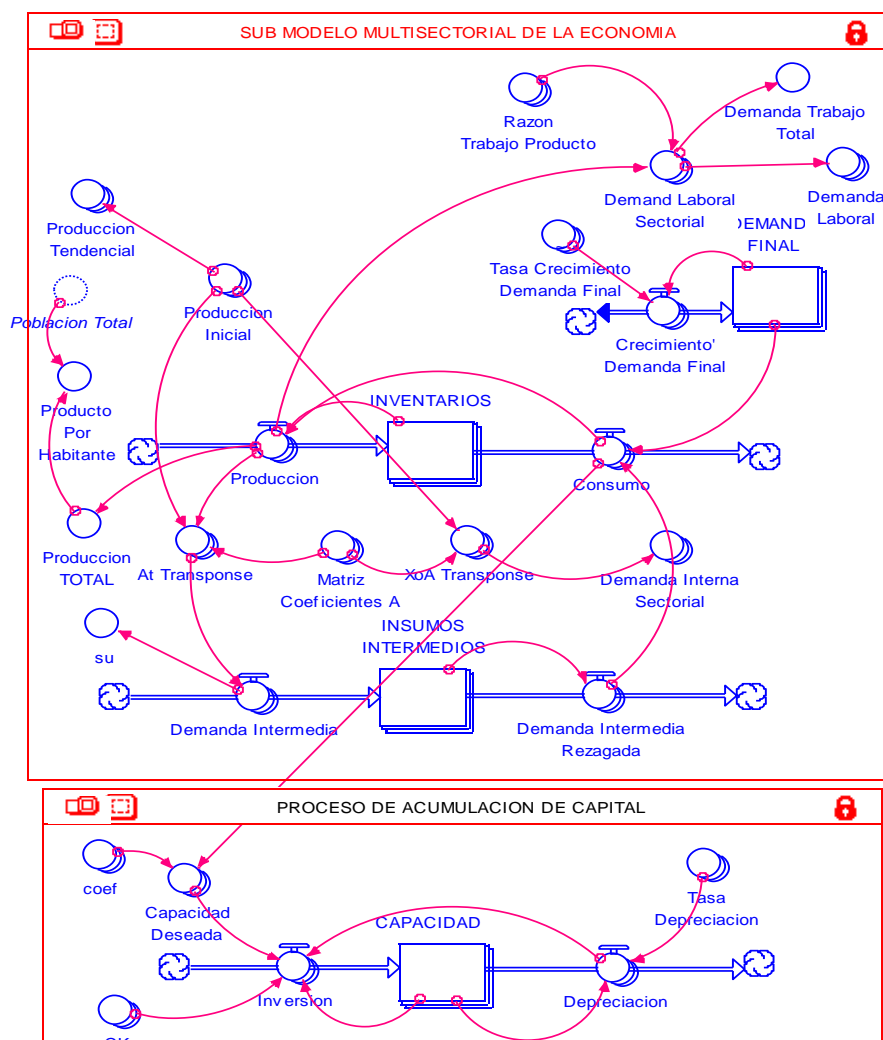 SUB MODELO MULTISECTORIAL DE LA ECONOMIA
Razon
Trabajo Producto
Demanda Trabajo
Total
Demand Laboral
Sectorial
Demanda
Laboral
Produccion
Tendencial
Tasa Crecimiento
Demanda Final
DEMAND
FINAL
Poblacion Total
Produccion
Inicial
Crecimiento'
Demanda Final
Producto
Por
Habitante
INVENTARIOS
Produccion
Consumo
Produccion
TOTAL
At Transponse
Matriz
Coeficientes A
XoA Transponse
Demanda Interna
Sectorial
su
INSUMOS
INTERMEDIOS
Demanda Intermedia
Demanda Intermedia
Rezagada
PROCESO DE ACUMULACION DE CAPITAL
coef
Capacidad
Deseada
CAPACIDAD
Tasa
Depreciacion
Inversion
Depreciacion